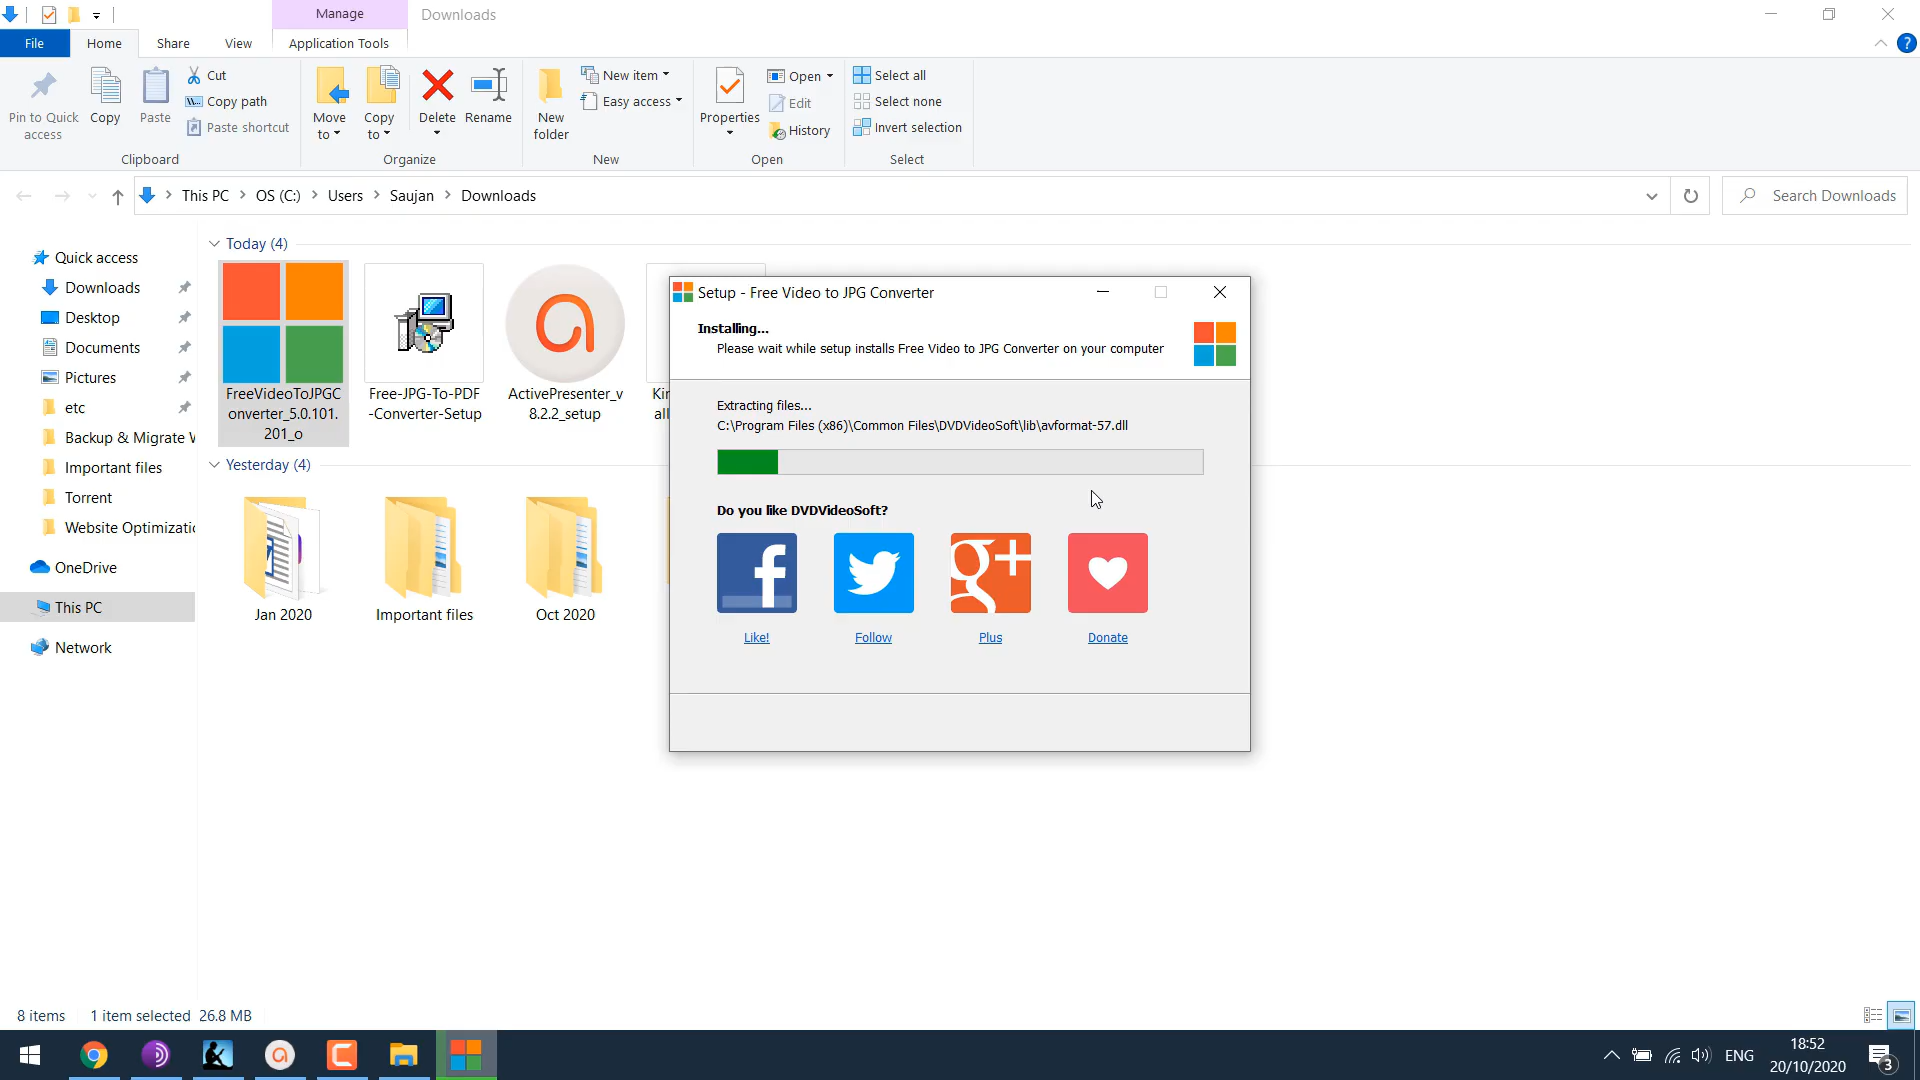 Manage
Downloads
File
Home
Share
View
Application Tools
Pin to Quick
access
Copy
Paste
Cut
Copy path
Paste shortcut
Clipboard
Move
to
Copy
to
Delete
Rename
Organize
New
folder
New item
Easy access
New
Properties
Open
Edit
History
Open
Select all
Select none
Invert selection
Select
This PC
OS (C:)
Users
Saujan
Downloads
Search Downloads
Quick access
Downloads
Desktop
Documents
Pictures
etc
Backup & Migrate W
Important files
Torrent
Website Optimizatio
OneDrive
This PC
Network
Today (4)
FreeVideoToJPGC
onverter_5.0.101.
201_o
Free-JPG-To-PDF
-Converter-Setup
ActivePresenter_v
8.2.2_setup
Kin
all
Yesterday (4)
Jan 2020
Important files
Oct 2020
Setup - Free Video to JPG Converter
Installing...
Please wait while setup installs Free Video to JPG Converter on your computer
Extracting files...
C:\Program Files (x86)\Common Files\DVDVideoSoft\lib\avformat-57.dll
Do you like DVDVideoSoft?
f
g+
Like!
Follow
Plus
Donate
8 items
1 item selected 26.8 MB
ENG
18:52
20/10/2020
3